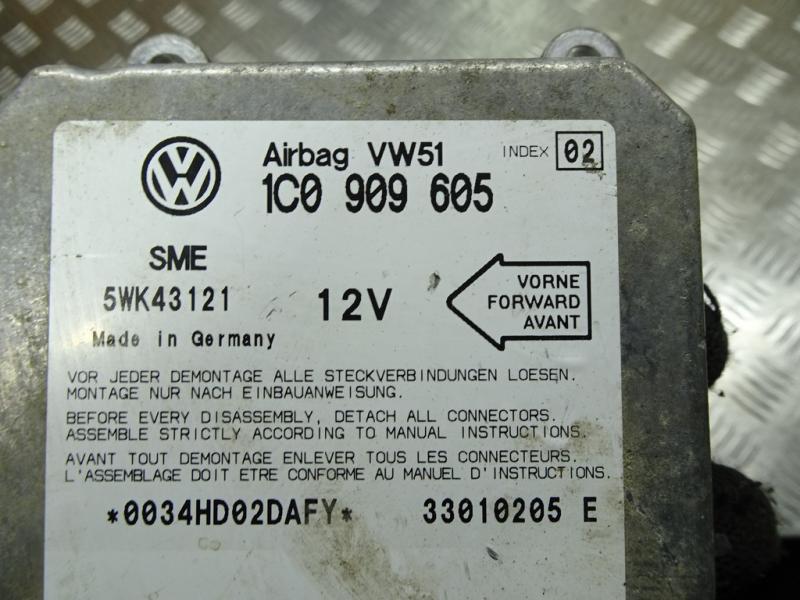 Airbag VW51
INDEX 02
1C0 909 605
SME
5WK43121
12V
VORNE
FORWARD
AVANT
Made in Germany
VOR JEDER DEMONTAGE ALLE STECKVERBINDUNGEN LOESEN.
MONTAGE NUR NACH EINBAUANWEISUNG.
BEFORE EVERY DISASSEMBLY, DETACH ALL CONNECTORS.
ASSEMBLE STRICTLY ACCORDING TO MANUAL INSTRUCTIONS.
AVANT TOUT DEMONTAGE ENLEVER TOUS LES CONNECTEURS.
L'ASSEMBLAGE DOIT ETRE CONFORME AU MANUEL D'INSTRUCTIONS.
*0034HD02DAFY* 33010205 E